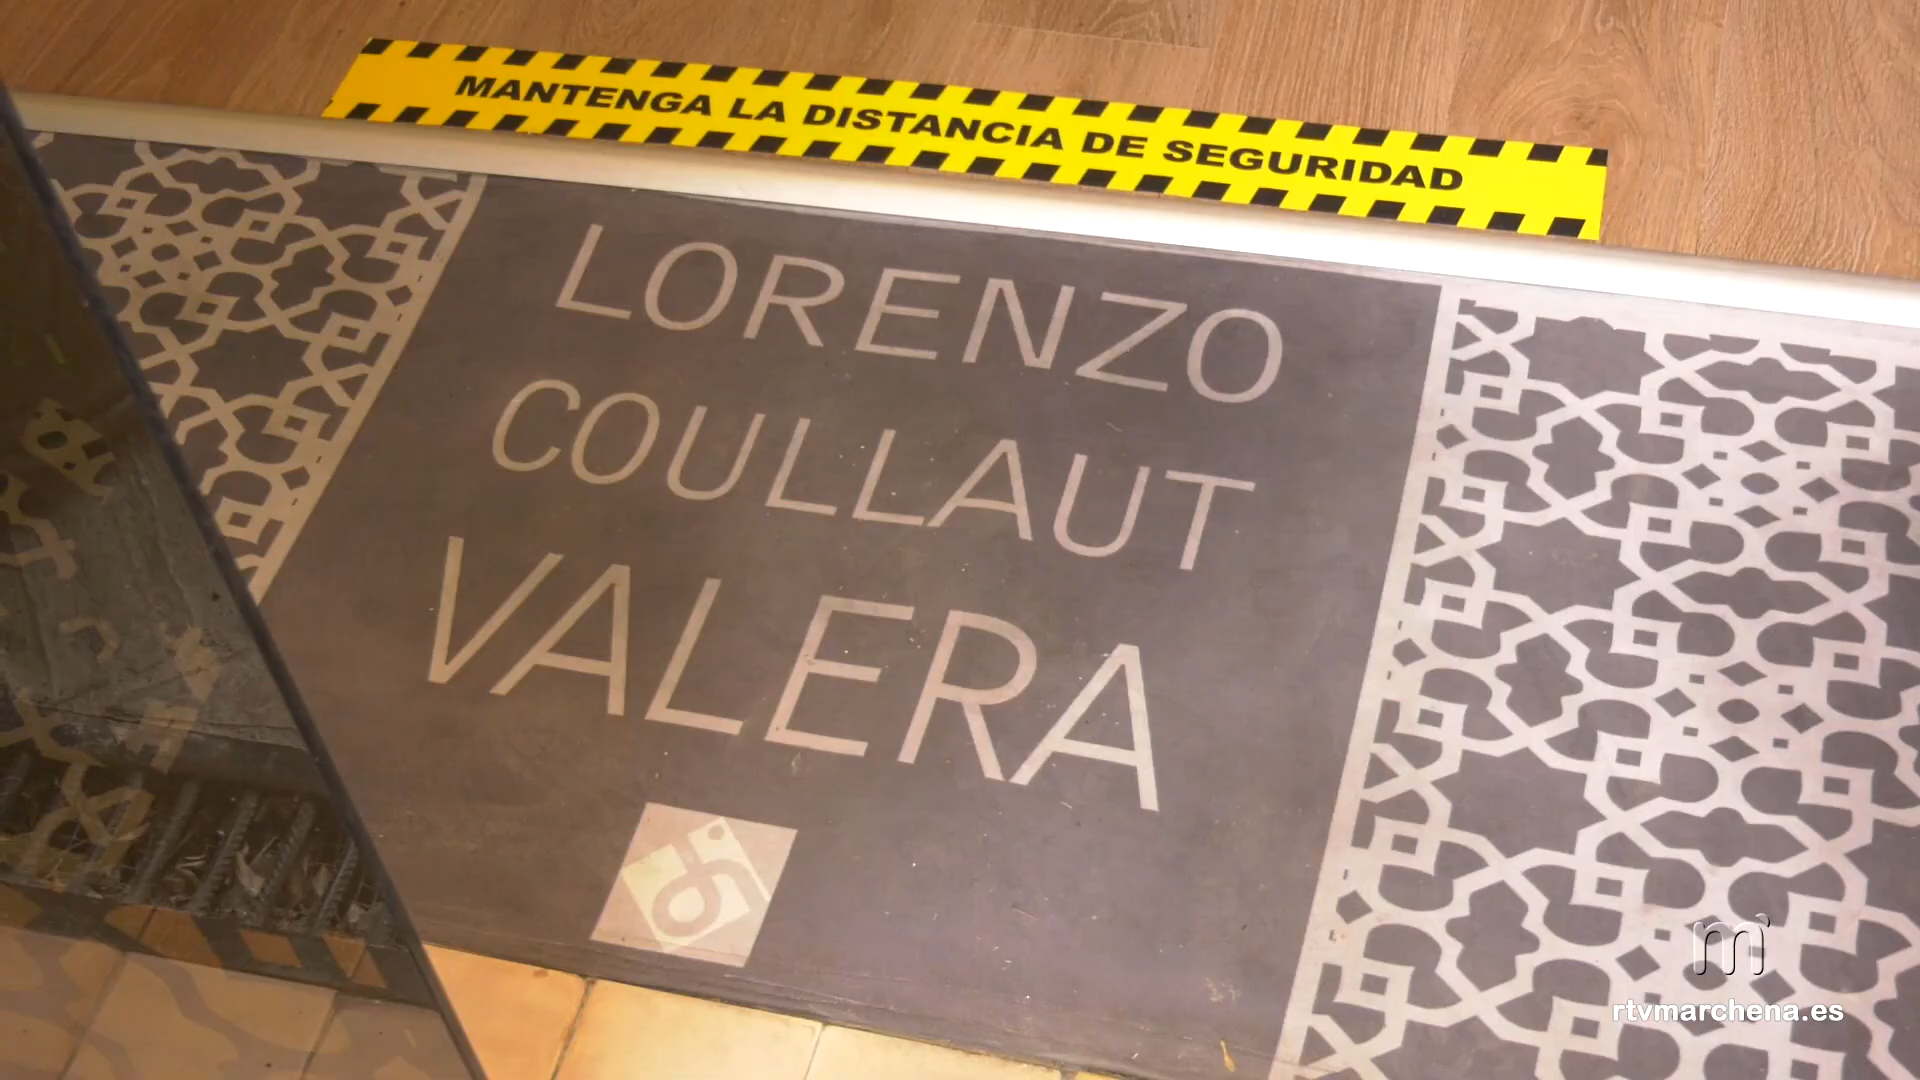 MANTENGA LA DISTANCIA DE SEGURIDAD
LORENZO
COULLAUT
VALERA
m
rtvmarchena.es